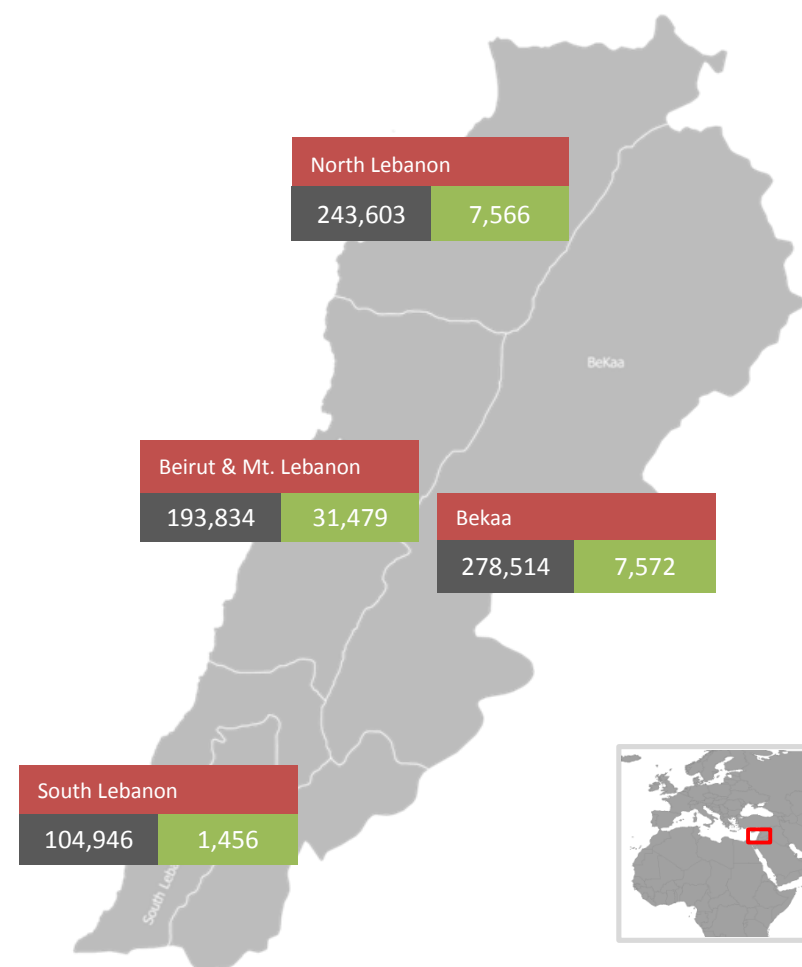 North Lebanon
243,603 7,566
BeKaa
Beirut & Mt. Lebanon
193,834 31,479
Bekaa
278,514 7,572
South Lebanon
104,946 1,456
South